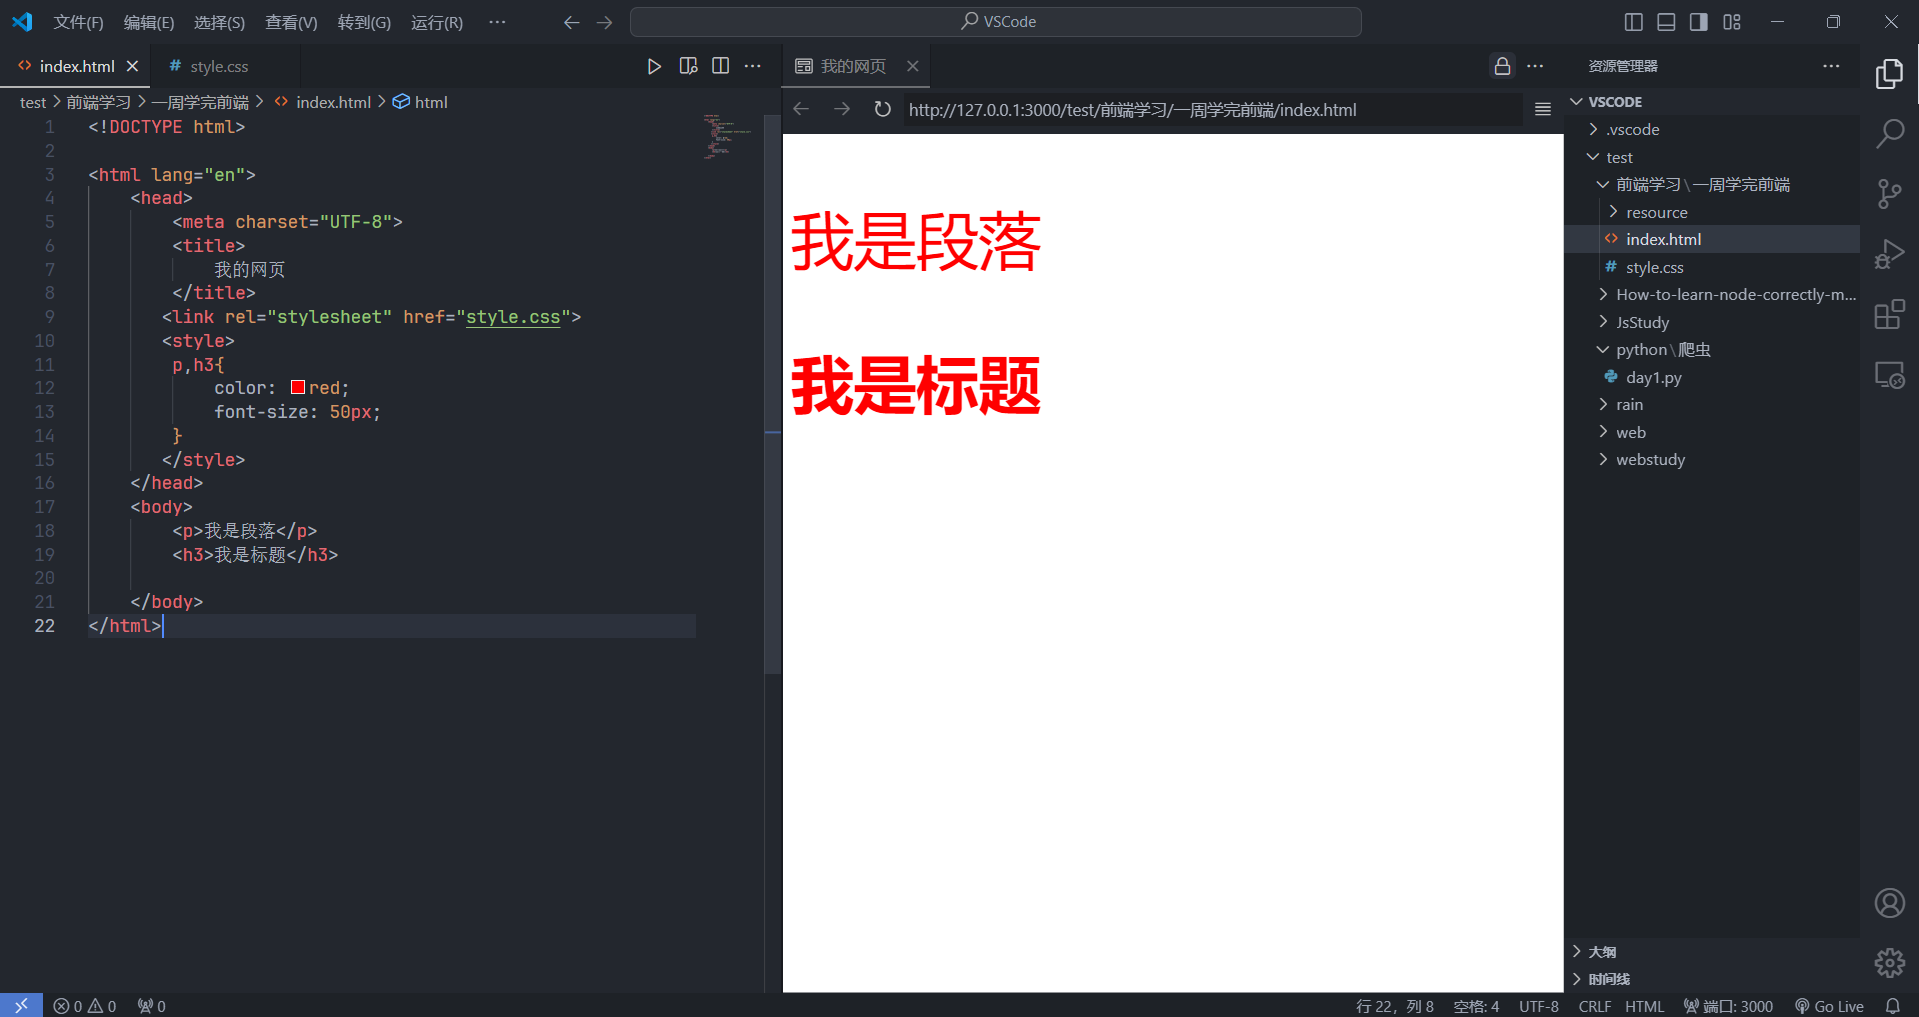 文件(F) 编辑(E) 选择(S) 查看(V) 转到(G) 运行(R) ··· VSCode
index.html style.css
test > 前端学习 > 一周学完前端 > index.html > html
1 <!DOCTYPE html>
2
3 <html lang="en">
4 <head>
5 <meta charset="UTF-8">
6 <title>
7 我的网页
8 </title>
9 <link rel="stylesheet" href="style.css">
10 <style>
11 p,h3{
12 color: red;
13 font-size: 50px;
14 }
15 </style>
16 </head>
17 <body>
18 <p>我是段落</p>
19 <h3>我是标题</h3>
20
21 </body>
22 </html>
我的网页
http://127.0.0.1:3000/test/前端学习/一周学完前端/index.html
我是段落
我是标题
资源管理器
VSCODE
.vscode
test
前端学习\一周学完前端
resource
index.html
style.css
How-to-learn-node-correctly-m...
JsStudy
python\爬虫
day1.py
rain
web
webstudy
大纲
时间线
0 0 0 行 22，列 8 空格: 4 UTF-8 CRLF HTML 端口: 3000 Go Live